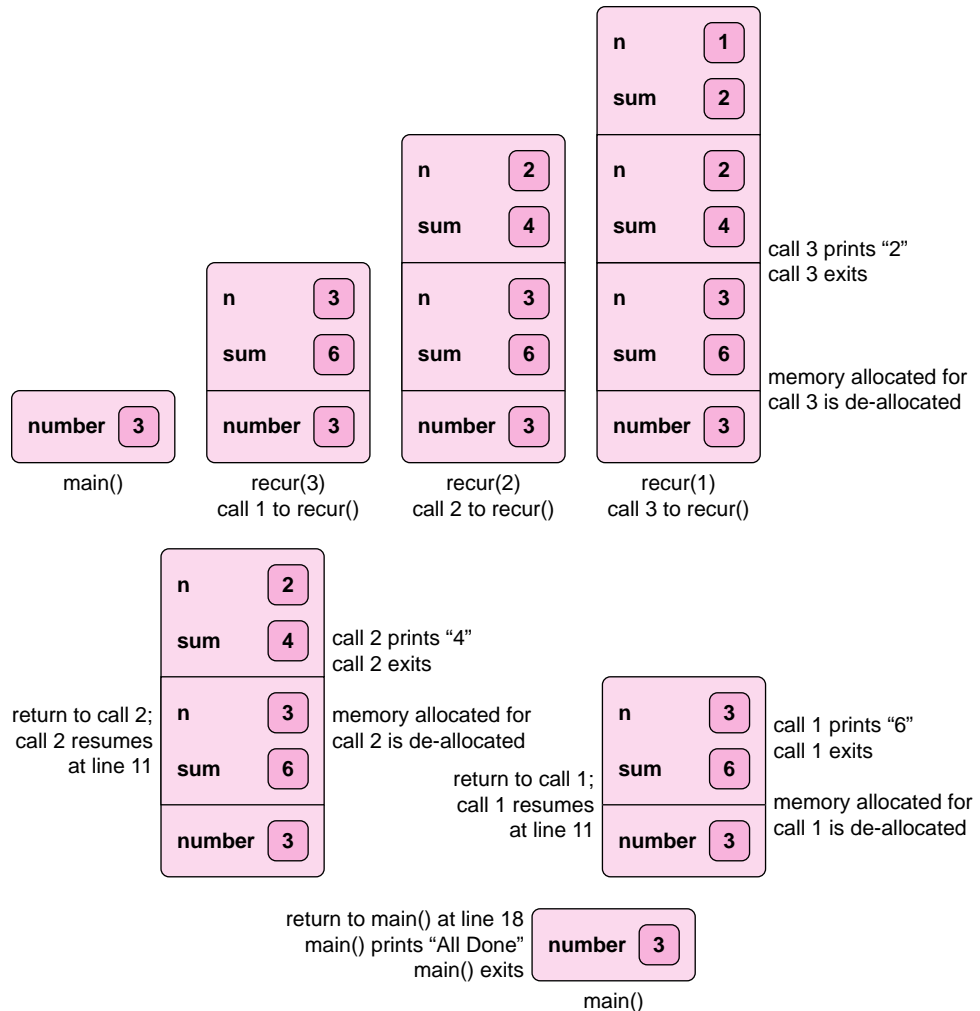 n 1
sum 2
n 2
n 2
sum 4
sum 4
call 3 prints “2”
call 3 exits
n 3
n 3
n 3
sum 6
sum 6
sum 6
memory allocated for
call 3 is de-allocated
number 3
number 3
number 3
number 3
main()
recur(3)
call 1 to recur()
recur(2)
call 2 to recur()
recur(1)
call 3 to recur()
n 2
sum 4
call 2 prints “4”
call 2 exits
return to call 2;
call 2 resumes
at line 11
n 3
sum 6
number 3
memory allocated for
call 2 is de-allocated
return to call 1;
call 1 resumes
at line 11
n 3
sum 6
number 3
call 1 prints “6”
call 1 exits
memory allocated for
call 1 is de-allocated
return to main() at line 18
main() prints “All Done”
main() exits
number 3
main()